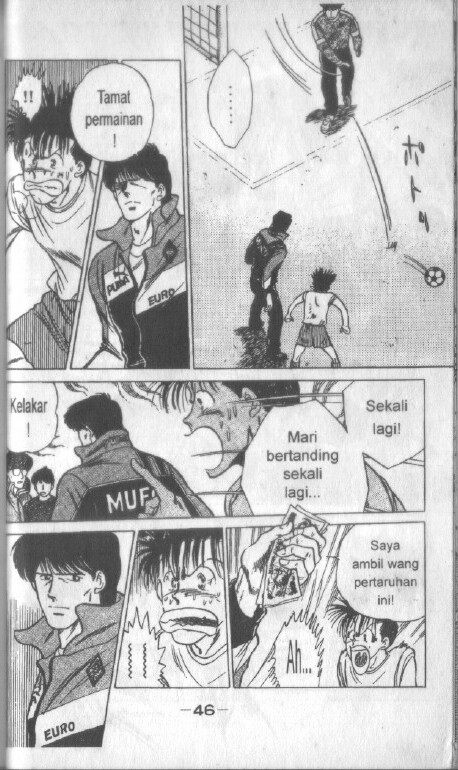 ......
ポトッ
Tamat
permainan
!
PUMA
EURO
!!
Sekali
lagi!
Mari
bertanding
sekali
lagi...
MUF
Kelakar
!
Saya
ambil wang
pertaruhan
ini!
Ah...
!!!!
EURO
—46—